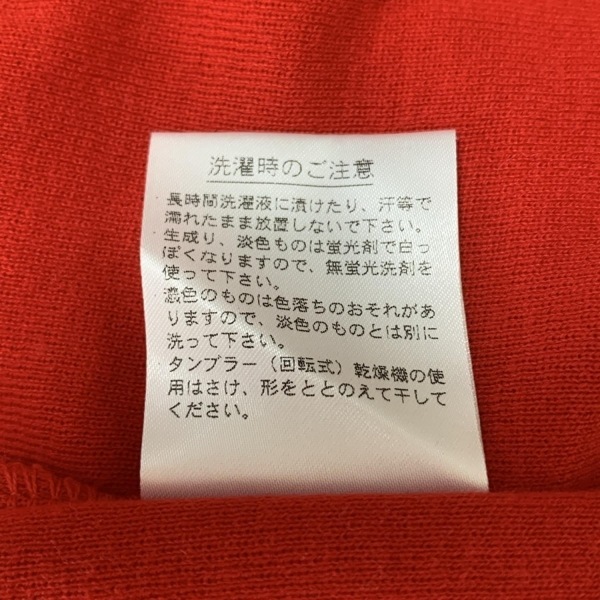 洗濯時のご注意
長時間洗濯液に漬けたり、汗等で
濡れたまま放置しないで下さい。
生成り、淡色ものは蛍光剤で白っ
ぽくなりますので、無蛍光洗剤を
使って下さい。
濃色のものは色落ちのおそれがあ
りますので、淡色のものとは別に
洗って下さい。
タンブラー（回転式）乾燥機の使
用はさけ、形をととのえて干して
ください。